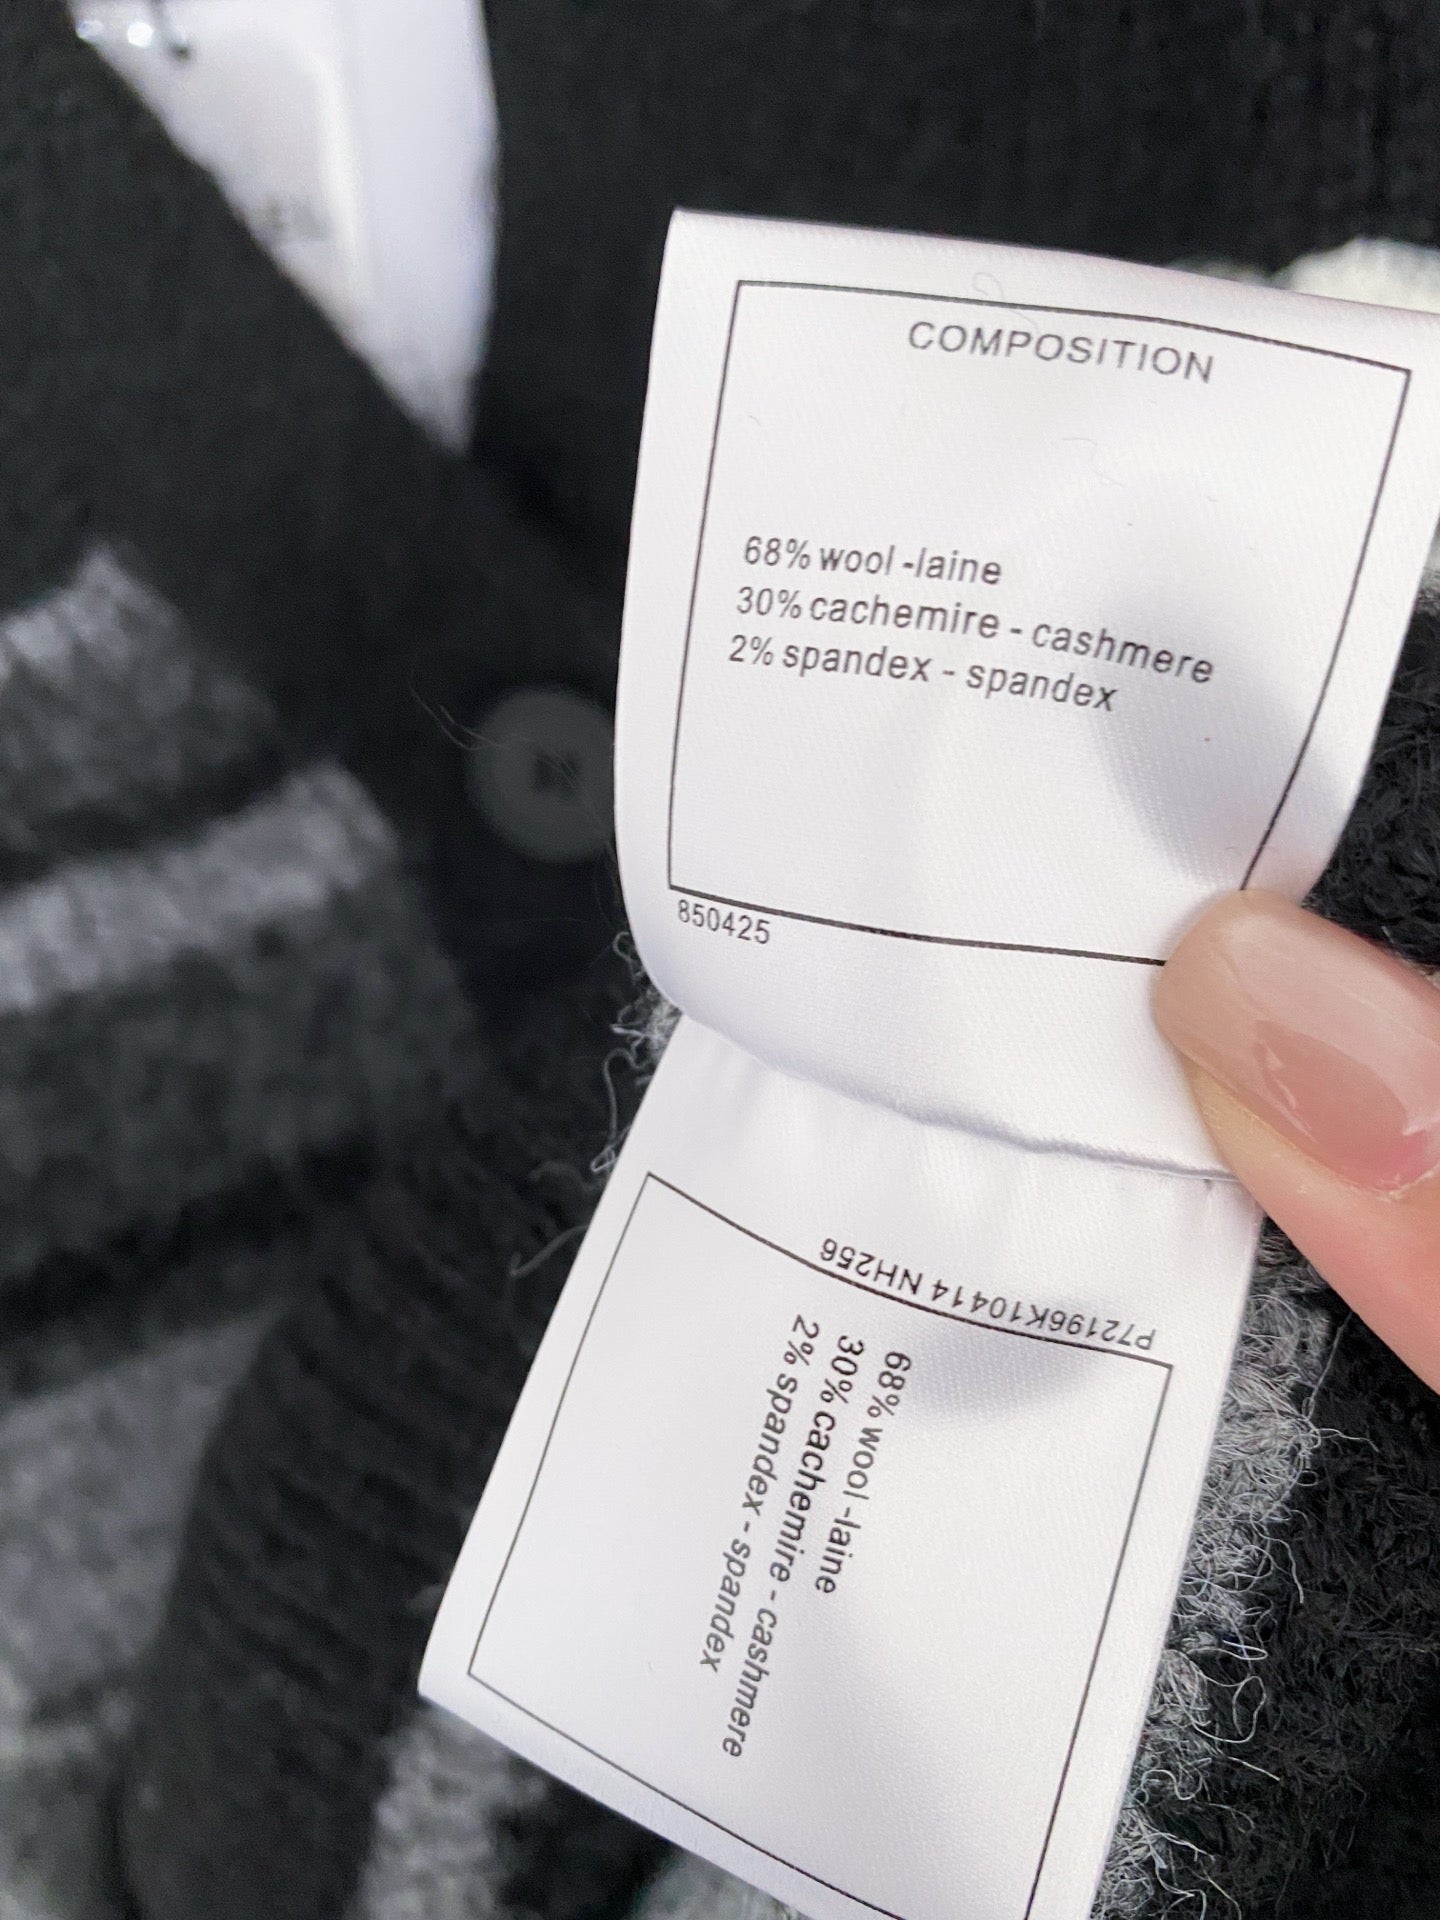 COMPOSITION
68% wool -laine
30% cachemire - cashmere
2% spandex - spandex
850425
P72196K10414 NH256
68% wool -laine
30% cachemire - cashmere
2% spandex - spandex